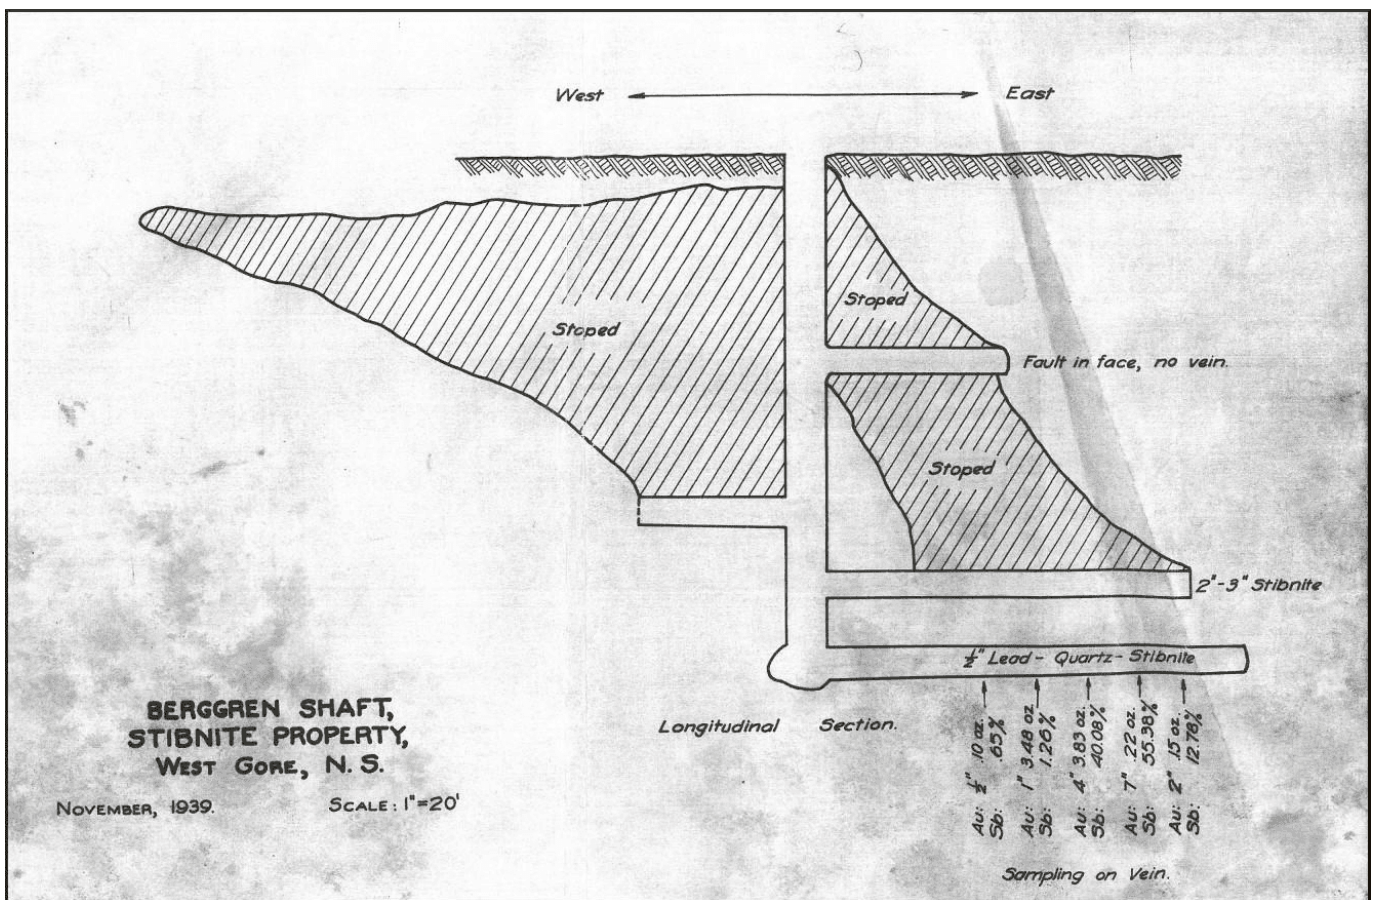 West East
Stoped
Fault in face, no vein.
Stoped
Stoped
2"-3" Stibnite
½" Lead - Quartz - Stibnite
Longitudinal Section.
Au: ½" .10 oz.
Sb: .65%
Au: 1" 3.48 oz
Sb: 1.26%
Au: 4" 3.83 oz.
Sb: 40.08%
Au: 7" .22 oz.
Sb: 55.38%
Au: 2" .15 oz.
Sb: 12.78%
Sampling on Vein.
BERGGREN SHAFT,
STIBNITE PROPERTY,
WEST GORE, N. S.
NOVEMBER, 1939. SCALE: 1"=20'